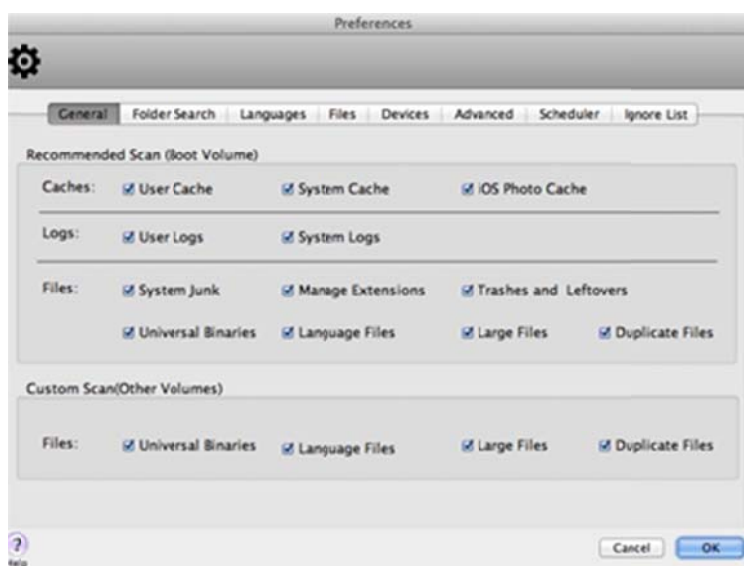 Preferences
General Folder Search Languages Files Devices Advanced Scheduler Ignore List
Recommended Scan (Boot Volume)
Caches: User Cache System Cache iOS Photo Cache
Logs: User Logs System Logs
Files: System Junk Manage Extensions Trashes and Leftovers
Universal Binaries Language Files Large Files Duplicate Files
Custom Scan(Other Volumes)
Files: Universal Binaries Language Files Large Files Duplicate Files
? Cancel OK
Help